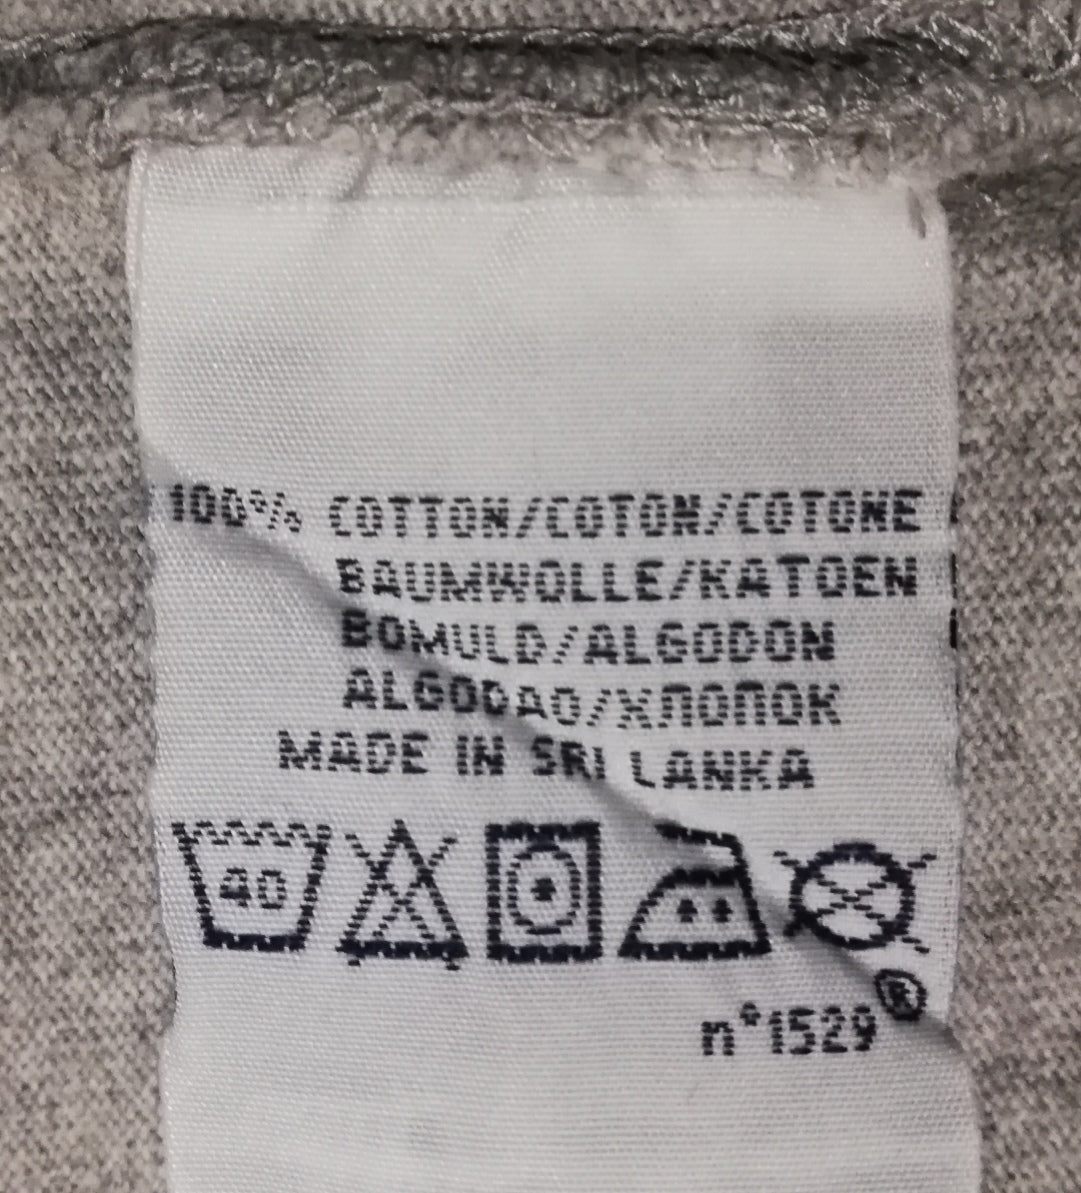 100% COTTON/COTON/COTONE
BAUMWOLLE/KATOEN
BOMULD/ALGODON
ALGODAO/ХЛОПОК
MADE IN SRI LANKA
40
®
n°1529